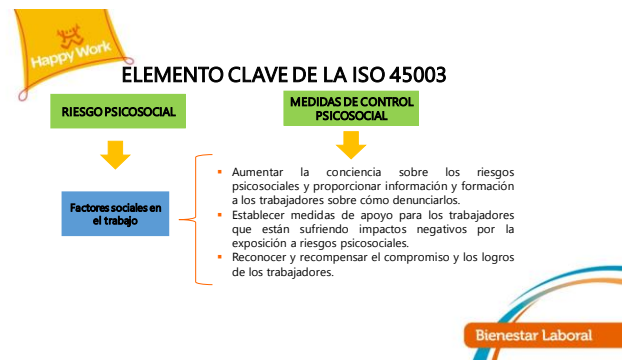 Happy Work
ELEMENTO CLAVE DE LA ISO 45003
RIESGO PSICOSOCIAL
MEDIDAS DE CONTROL
PSICOSOCIAL
Factores sociales en
el trabajo
▪ Aumentar la conciencia sobre los riesgos
psicosociales y proporcionar información y formación
a los trabajadores sobre cómo denunciarlos.
▪ Establecer medidas de apoyo para los trabajadores
que están sufriendo impactos negativos por la
exposición a riesgos psicosociales.
▪ Reconocer y recompensar el compromiso y los logros
de los trabajadores.
Bienestar Laboral